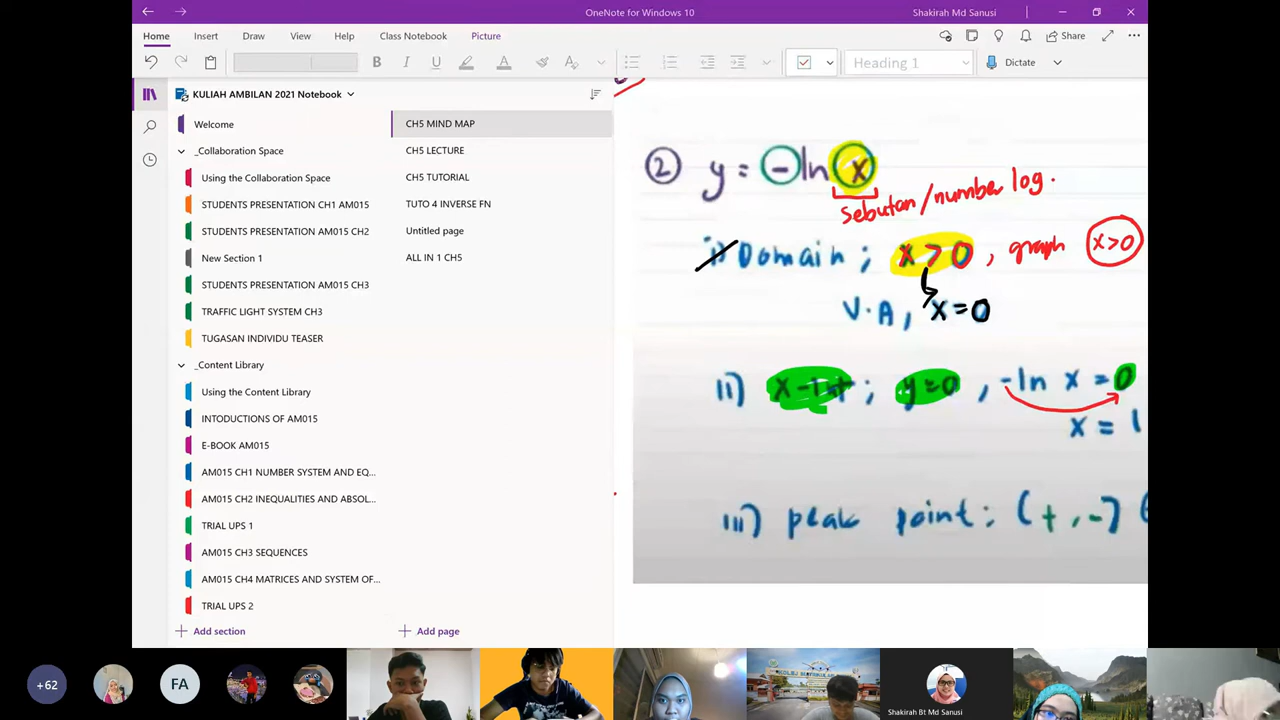 OneNote for Windows 10
Shakirah Md Sanusi
Home Insert Draw View Help Class Notebook Picture
Share
B I U A
Heading 1
Dictate
KULIAH AMBILAN 2021 Notebook
Welcome
_Collaboration Space
Using the Collaboration Space
STUDENTS PRESENTATION CH1 AM015
STUDENTS PRESENTATION AM015 CH2
New Section 1
STUDENTS PRESENTATION AM015 CH3
TRAFFIC LIGHT SYSTEM CH3
TUGASAN INDIVIDU TEASER
_Content Library
Using the Content Library
INTODUCTIONS OF AM015
E-BOOK AM015
AM015 CH1 NUMBER SYSTEM AND EQ...
AM015 CH2 INEQUALITIES AND ABSOL...
TRIAL UPS 1
AM015 CH3 SEQUENCES
AM015 CH4 MATRICES AND SYSTEM OF...
TRIAL UPS 2
Add section
CH5 MIND MAP
CH5 LECTURE
CH5 TUTORIAL
TUTO 4 INVERSE FN
Untitled page
ALL IN 1 CH5
Add page
② y = -ln x
sebutan/number log.
i) Domain ; x > 0 , graph x>0
V.A , x = 0
ii) x-int ; y=0 , -ln x = 0
x = 1
iii) peak point : (+ , -)
+62
FA
Shakirah Bt Md Sanusi